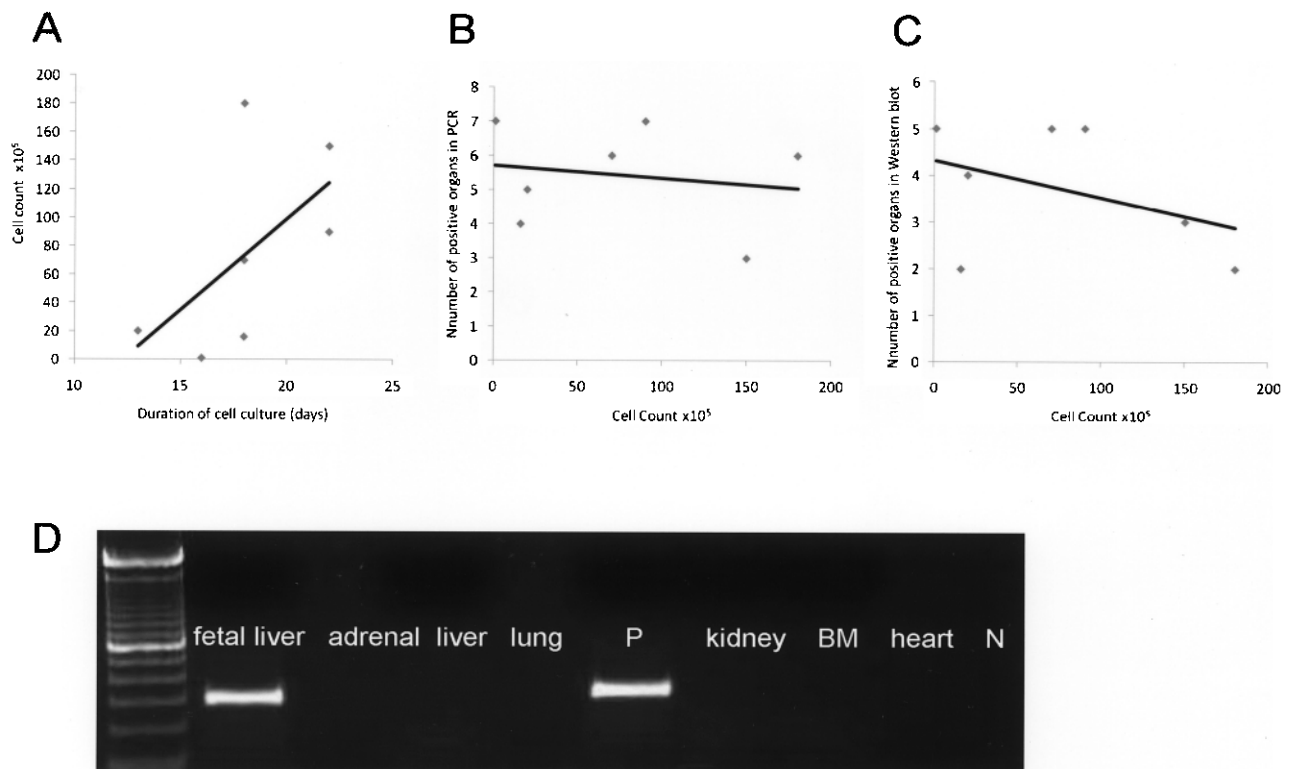 A
200
180
160
140
120
100
80
60
40
20
0
Cell count x10⁵
10 15 20 25
Duration of cell culture (days)
B
8
7
6
5
4
3
2
1
0
Nnumber of positive organs in PCR
0 50 100 150 200
Cell Count x10⁵
C
6
5
4
3
2
1
0
Nnumber of positive organs in Western blot
0 50 100 150 200
Cell Count x10⁵
D
fetal liver adrenal liver lung P kidney BM heart N